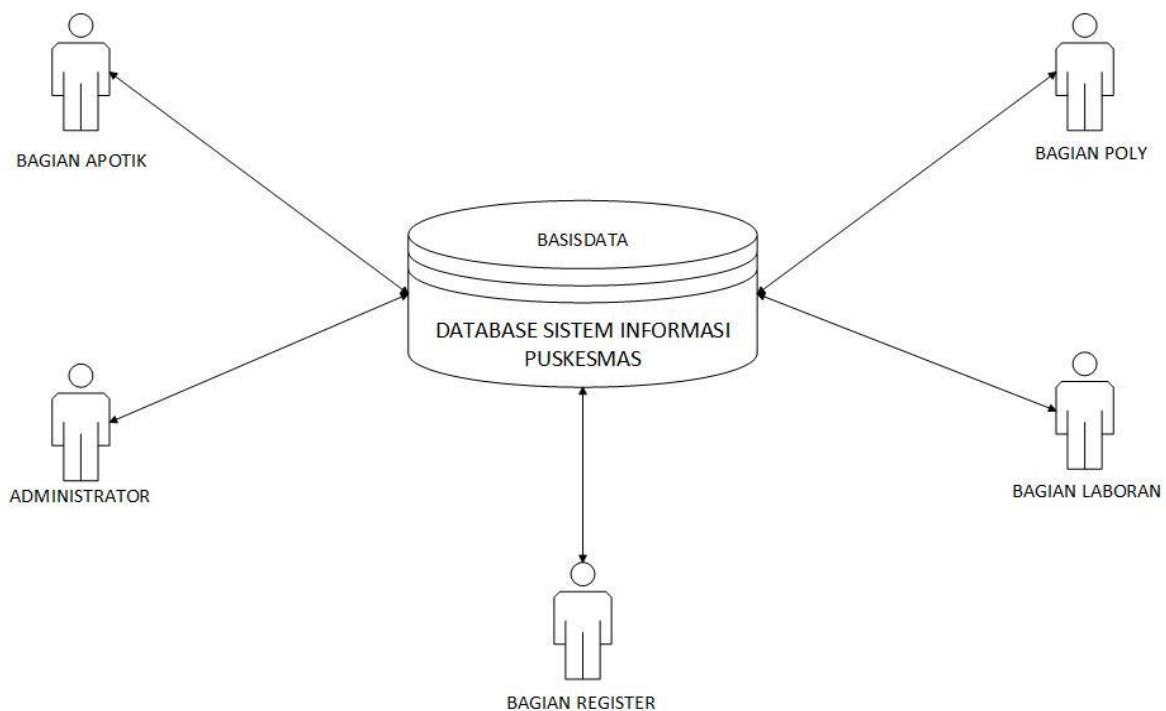 BAGIAN APOTIK
BAGIAN POLY
BASISDATA
DATABASE SISTEM INFORMASI
PUSKESMAS
ADMINISTRATOR
BAGIAN LABORAN
BAGIAN REGISTER